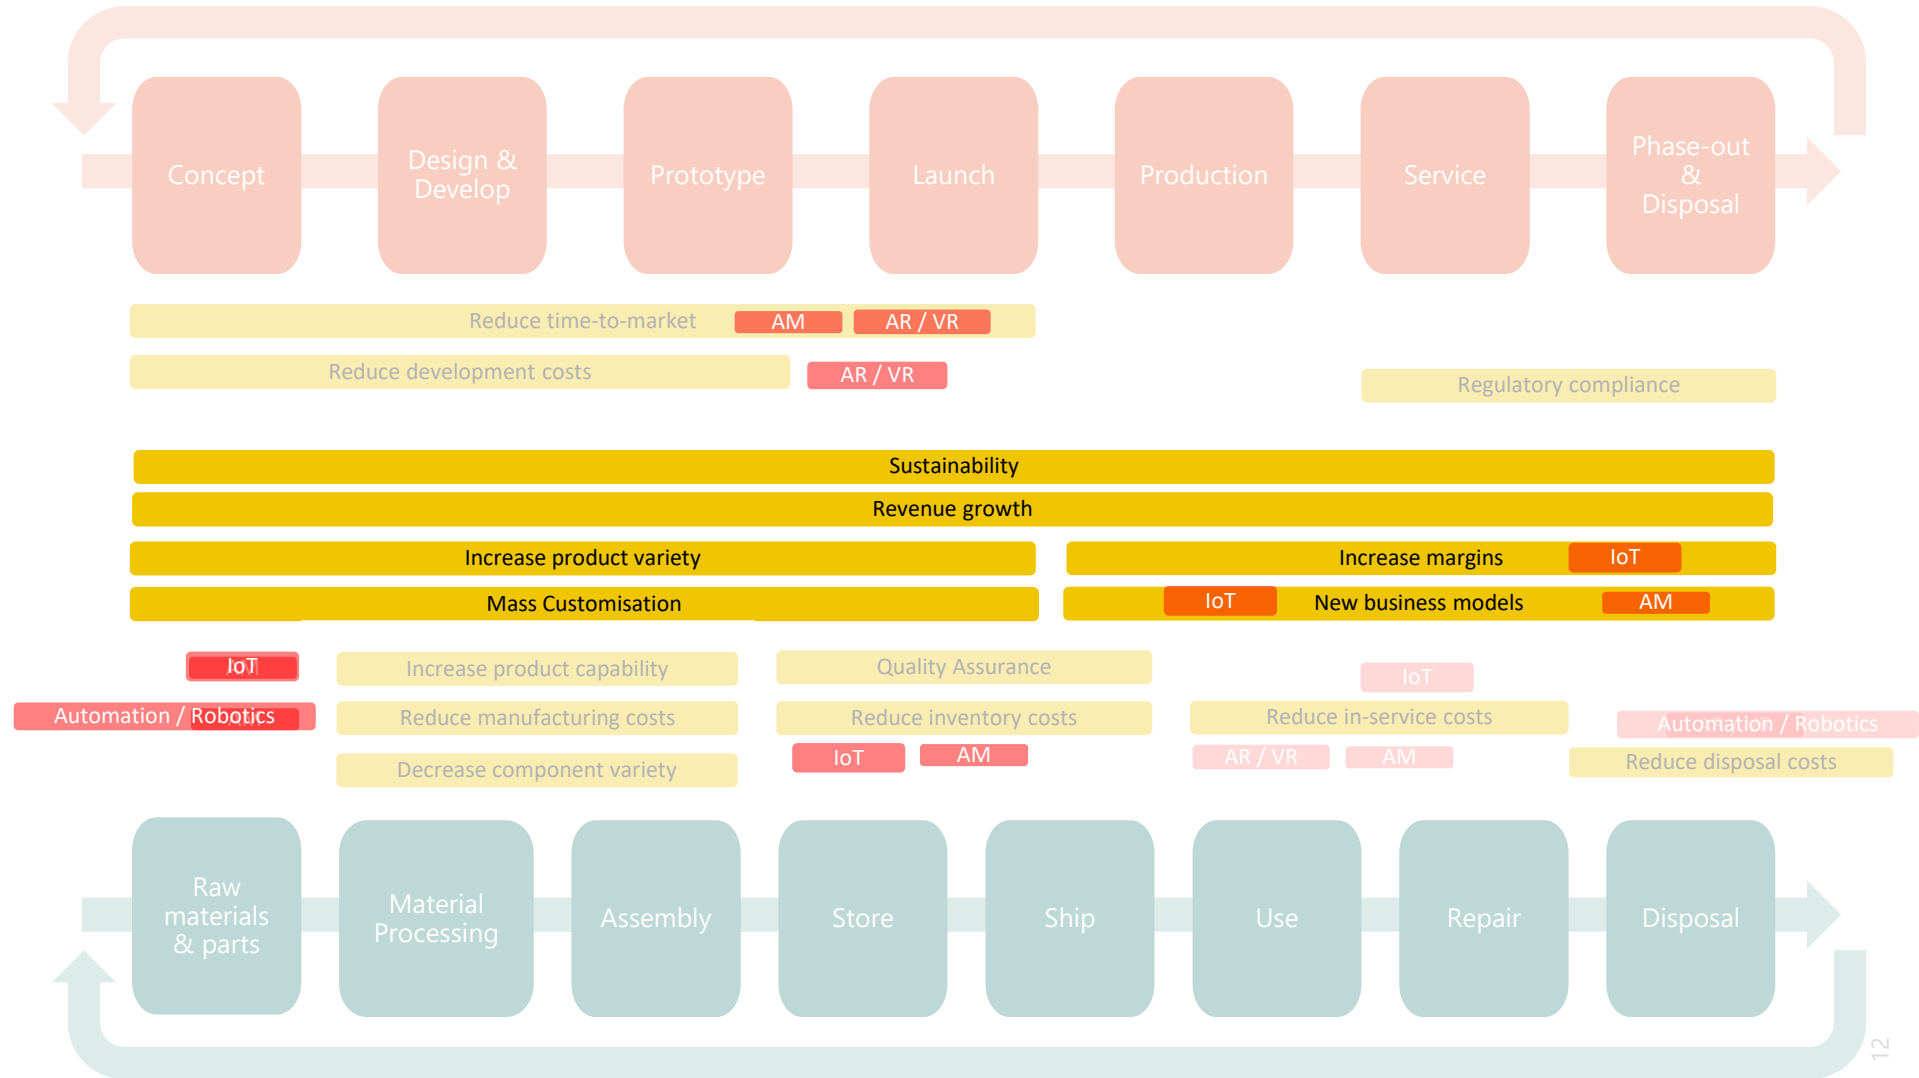 Concept
Design &
Develop
Prototype
Launch
Production
Service
Phase-out
&
Disposal
Reduce time-to-market
AM
AR / VR
Reduce development costs
AR / VR
Regulatory compliance
Sustainability
Revenue growth
Increase product variety
Increase margins
IoT
Mass Customisation
IoT
New business models
AM
IoT
Increase product capability
Quality Assurance
IoT
Automation / Robotics
Reduce manufacturing costs
Reduce inventory costs
Reduce in-service costs
Automation / Robotics
Decrease component variety
IoT
AM
AR / VR
AM
Reduce disposal costs
Raw
materials
& parts
Material
Processing
Assembly
Store
Ship
Use
Repair
Disposal
12